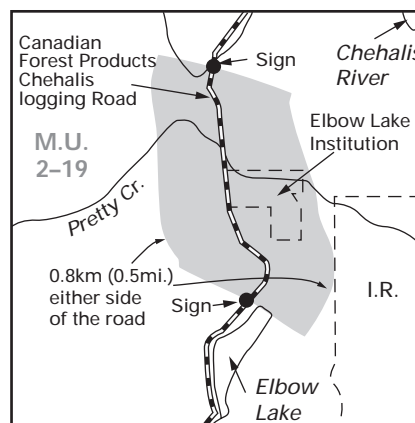 Canadian
Forest Products
Chehalis
logging Road
Sign
Chehalis
River
Elbow Lake
Institution
M.U.
2–19
Pretty Cr.
0.8km (0.5mi.)
either side
of the road
Sign
I.R.
Elbow
Lake